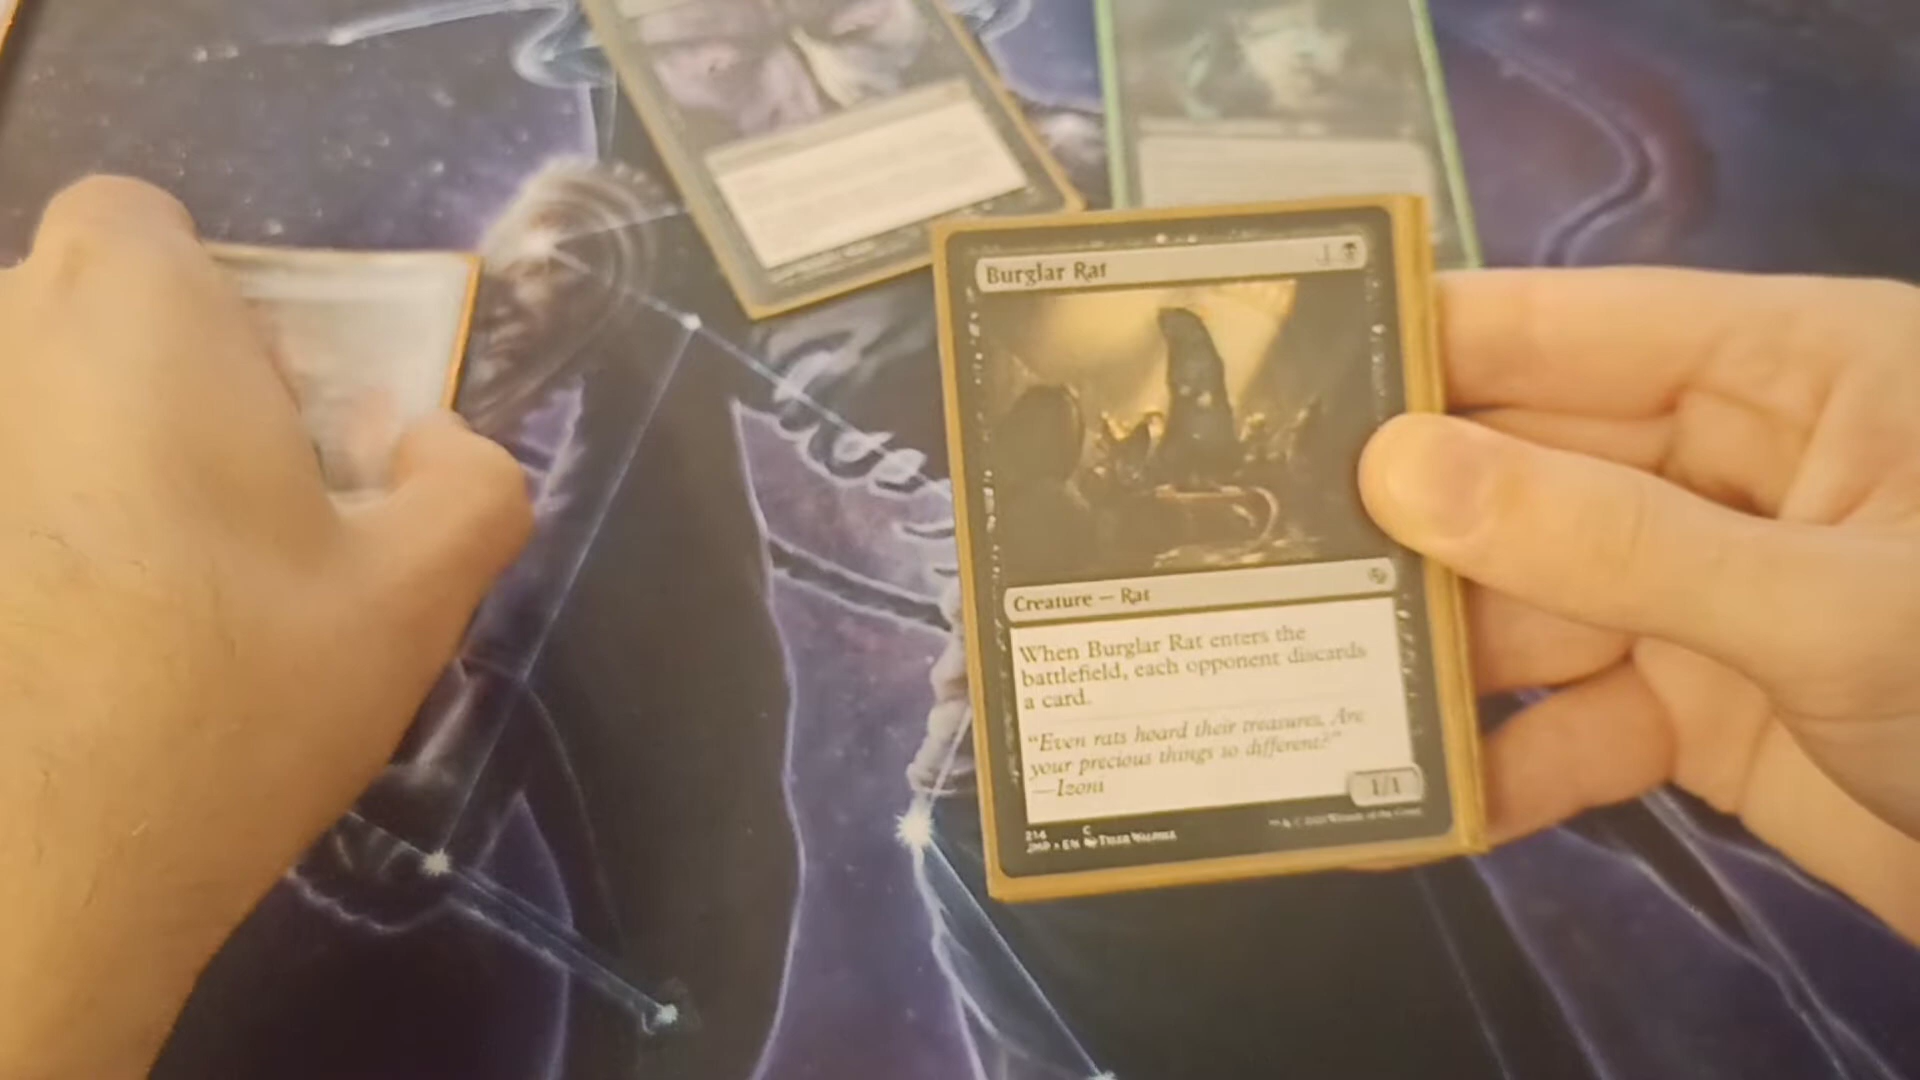 Burglar Rat 1
Creature — Rat
When Burglar Rat enters the
battlefield, each opponent discards
a card.
"Even rats hoard their treasures. Are
your precious things so different?"
—Izoni
1/1
214 C
JMP • EN